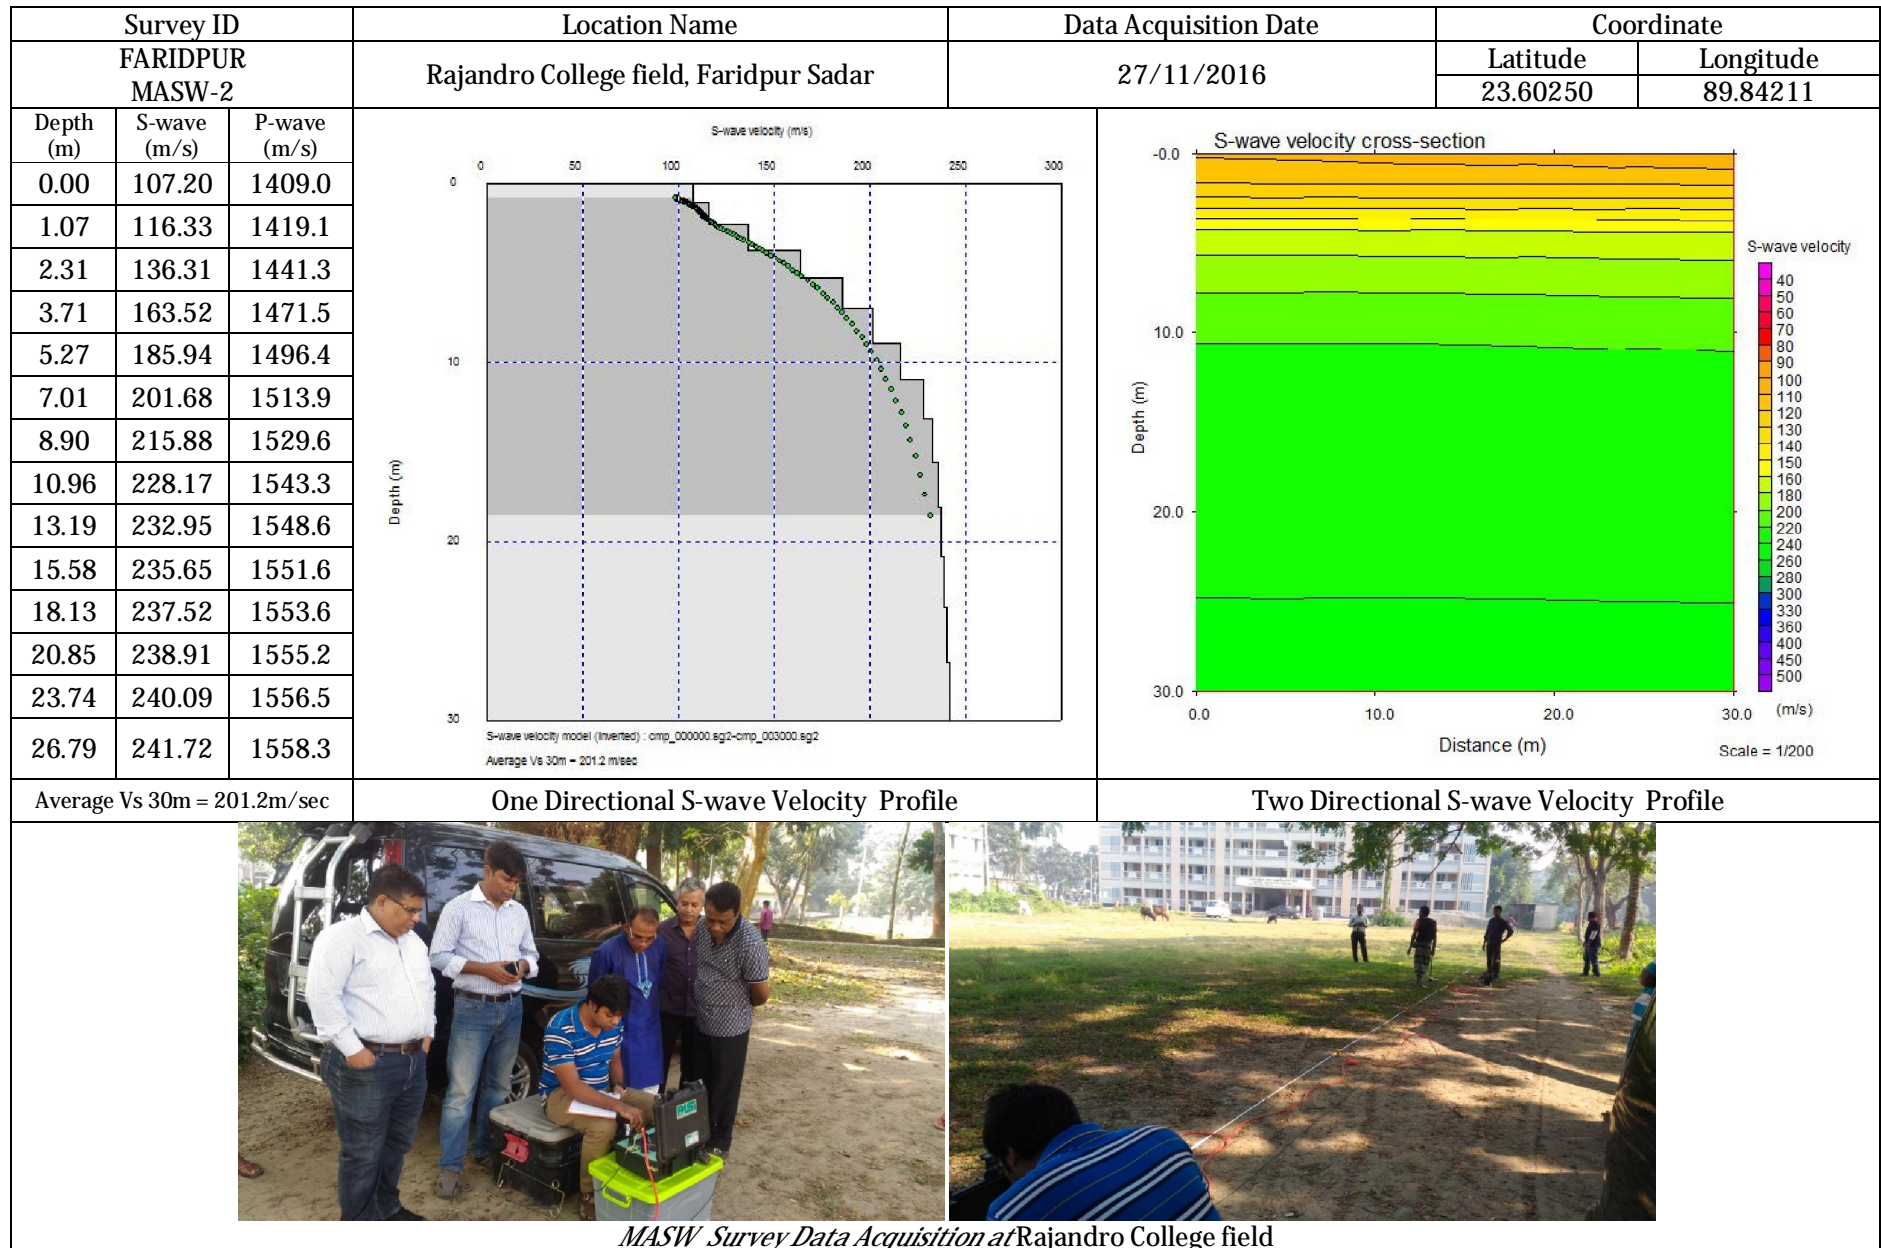 Survey ID Location Name Data Acquisition Date Coordinate
FARIDPUR
MASW-2
Rajandro College field, Faridpur Sadar
27/11/2016
Latitude Longitude
23.60250 89.84211
Depth (m) S-wave (m/s) P-wave (m/s)
0.00 107.20 1409.0
1.07 116.33 1419.1
2.31 136.31 1441.3
3.71 163.52 1471.5
5.27 185.94 1496.4
7.01 201.68 1513.9
8.90 215.88 1529.6
10.96 228.17 1543.3
13.19 232.95 1548.6
15.58 235.65 1551.6
18.13 237.52 1553.6
20.85 238.91 1555.2
23.74 240.09 1556.5
26.79 241.72 1558.3
S-wave velocity (m/s)
0 50 100 150 200 250 300
0
10
20
30
Depth (m)
S-wave velocity model (inverted) : cmp_000000.sg2-cmp_003000.sg2
Average Vs 30m = 201.2 m/sec
S-wave velocity cross-section
-0.0
10.0
20.0
30.0
Depth (m)
0.0 10.0 20.0 30.0 (m/s)
Distance (m)
Scale = 1/200
S-wave velocity
40
50
60
70
80
90
100
110
120
130
140
150
160
180
200
220
240
260
280
300
330
360
400
450
500
Average Vs 30m = 201.2m/sec
One Directional S-wave Velocity Profile
Two Directional S-wave Velocity Profile
PASI
MASW Survey Data Acquisition at Rajandro College field